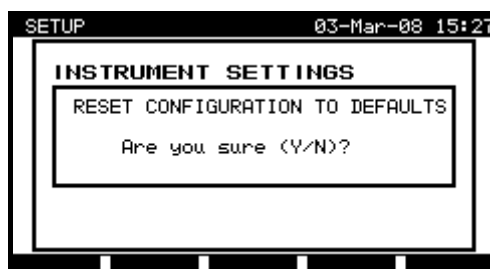 SETUP 03-Mar-08 15:27
INSTRUMENT SETTINGS
RESET CONFIGURATION TO DEFAULTS
Are you sure (Y/N)?